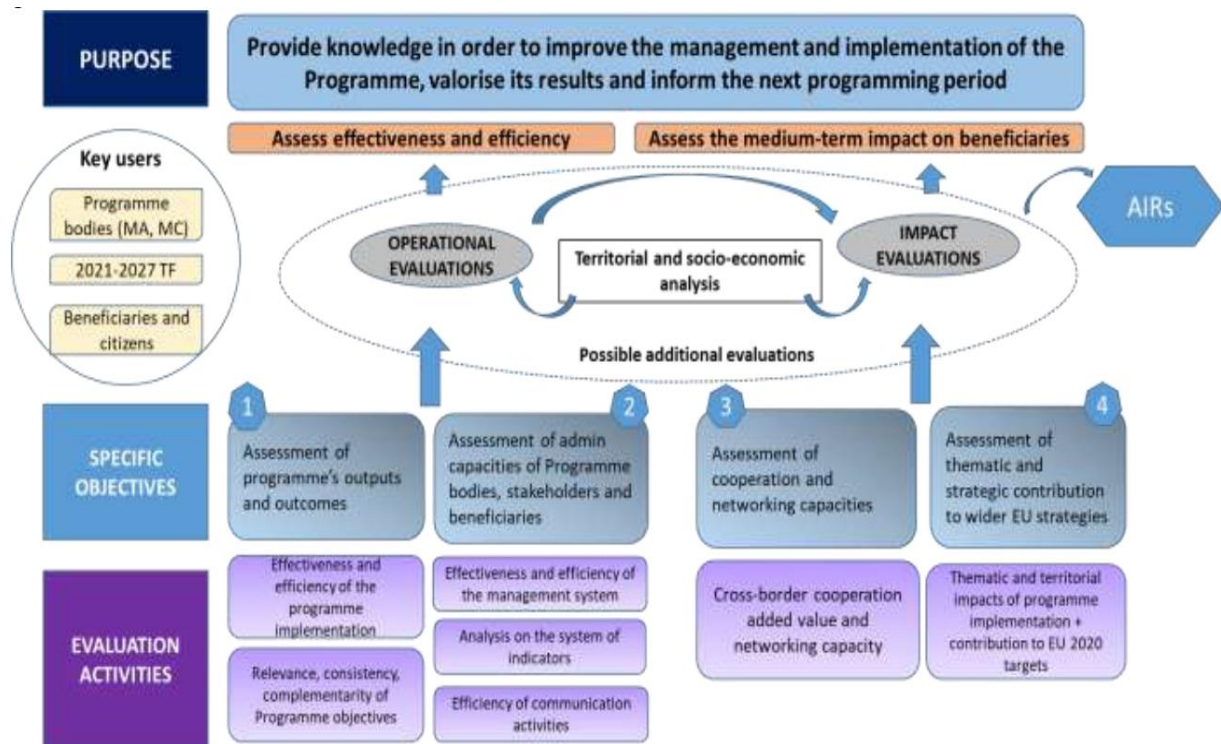 PURPOSE
Provide knowledge in order to improve the management and implementation of the
Programme, valorise its results and inform the next programming period
Assess effectiveness and efficiency
Assess the medium-term impact on beneficiaries
Key users
Programme
bodies (MA, MC)
2021-2027 TF
Beneficiaries and
citizens
OPERATIONAL
EVALUATIONS
Territorial and socio-economic
analysis
IMPACT
EVALUATIONS
AIRs
Possible additional evaluations
SPECIFIC
OBJECTIVES
1
Assessment of
programme's outputs
and outcomes
2
Assessment of admin
capacities of Programme
bodies, stakeholders and
beneficiaries
3
Assessment of
cooperation and
networking capacities
4
Assessment of
thematic and
strategic contribution
to wider EU strategies
EVALUATION
ACTIVITIES
Effectiveness and
efficiency of the
programme
implementation
Relevance, consistency,
complementarity of
Programme objectives
Effectiveness and efficiency of
the management system
Analysis on the system of
indicators
Efficiency of communication
activities
Cross-border cooperation
added value and
networking capacity
Thematic and territorial
impacts of programme
implementation +
contribution to EU 2020
targets